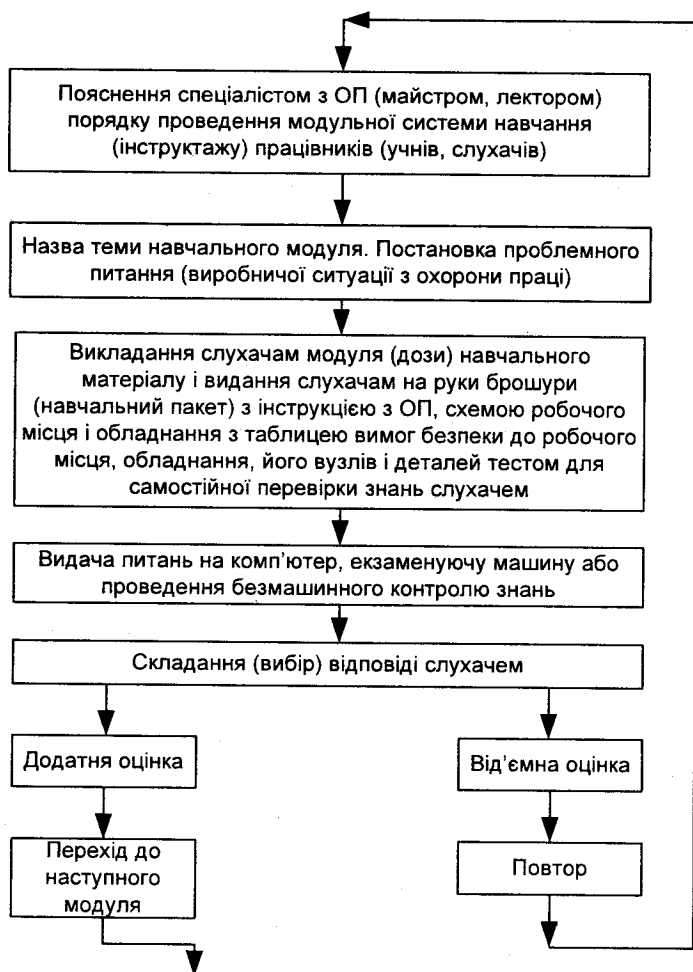 Пояснення спеціалістом з ОП (майстром, лектором)
порядку проведення модульної системи навчання
(інструктажу) працівників (учнів, слухачів)
Назва теми навчального модуля. Постановка проблемного
питання (виробничої ситуації з охорони праці)
Викладання слухачам модуля (дози) навчального
матеріалу і видання слухачам на руки брошури
(навчальний пакет) з інструкцією з ОП, схемою робочого
місця і обладнання з таблицею вимог безпеки до робочого
місця, обладнання, його вузлів і деталей тестом для
самостійної перевірки знань слухачем
Видача питань на комп’ютер, екзаменуючу машину або
проведення безмашинного контролю знань
Складання (вибір) відповіді слухачем
Додатня оцінка
Від’ємна оцінка
Перехід до
наступного
модуля
Повтор